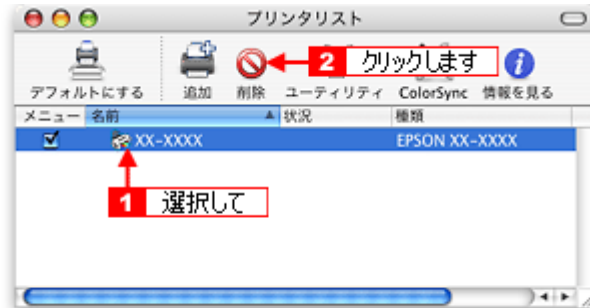 プリンタリスト
2 クリックします
デフォルトにする 追加 削除 ユーティリティ ColorSync 情報を見る
メニュー 名前 状況 種類
XX-XXXX EPSON XX-XXXX
1 選択して